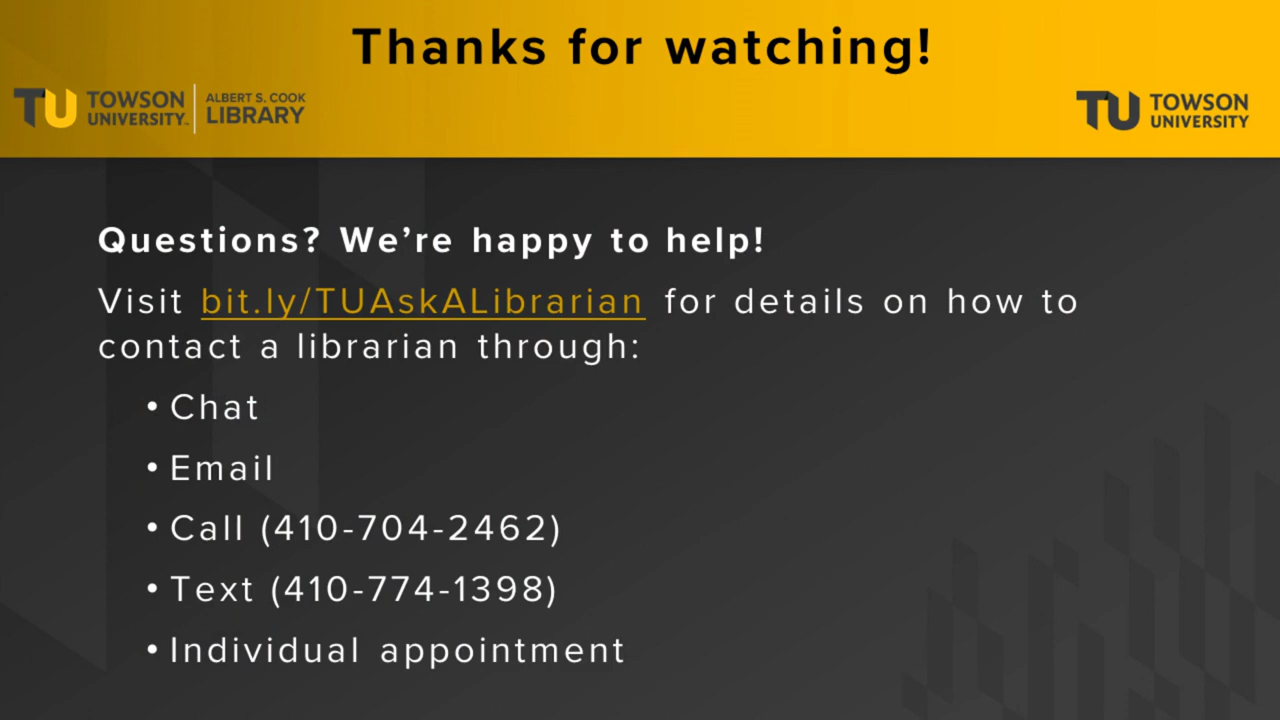 Thanks for watching!
TU TOWSON UNIVERSITY. ALBERT S. COOK LIBRARY
TU TOWSON UNIVERSITY
Questions? We’re happy to help!
Visit bit.ly/TUAskALibrarian for details on how to
contact a librarian through:
• Chat
• Email
• Call (410-704-2462)
• Text (410-774-1398)
• Individual appointment